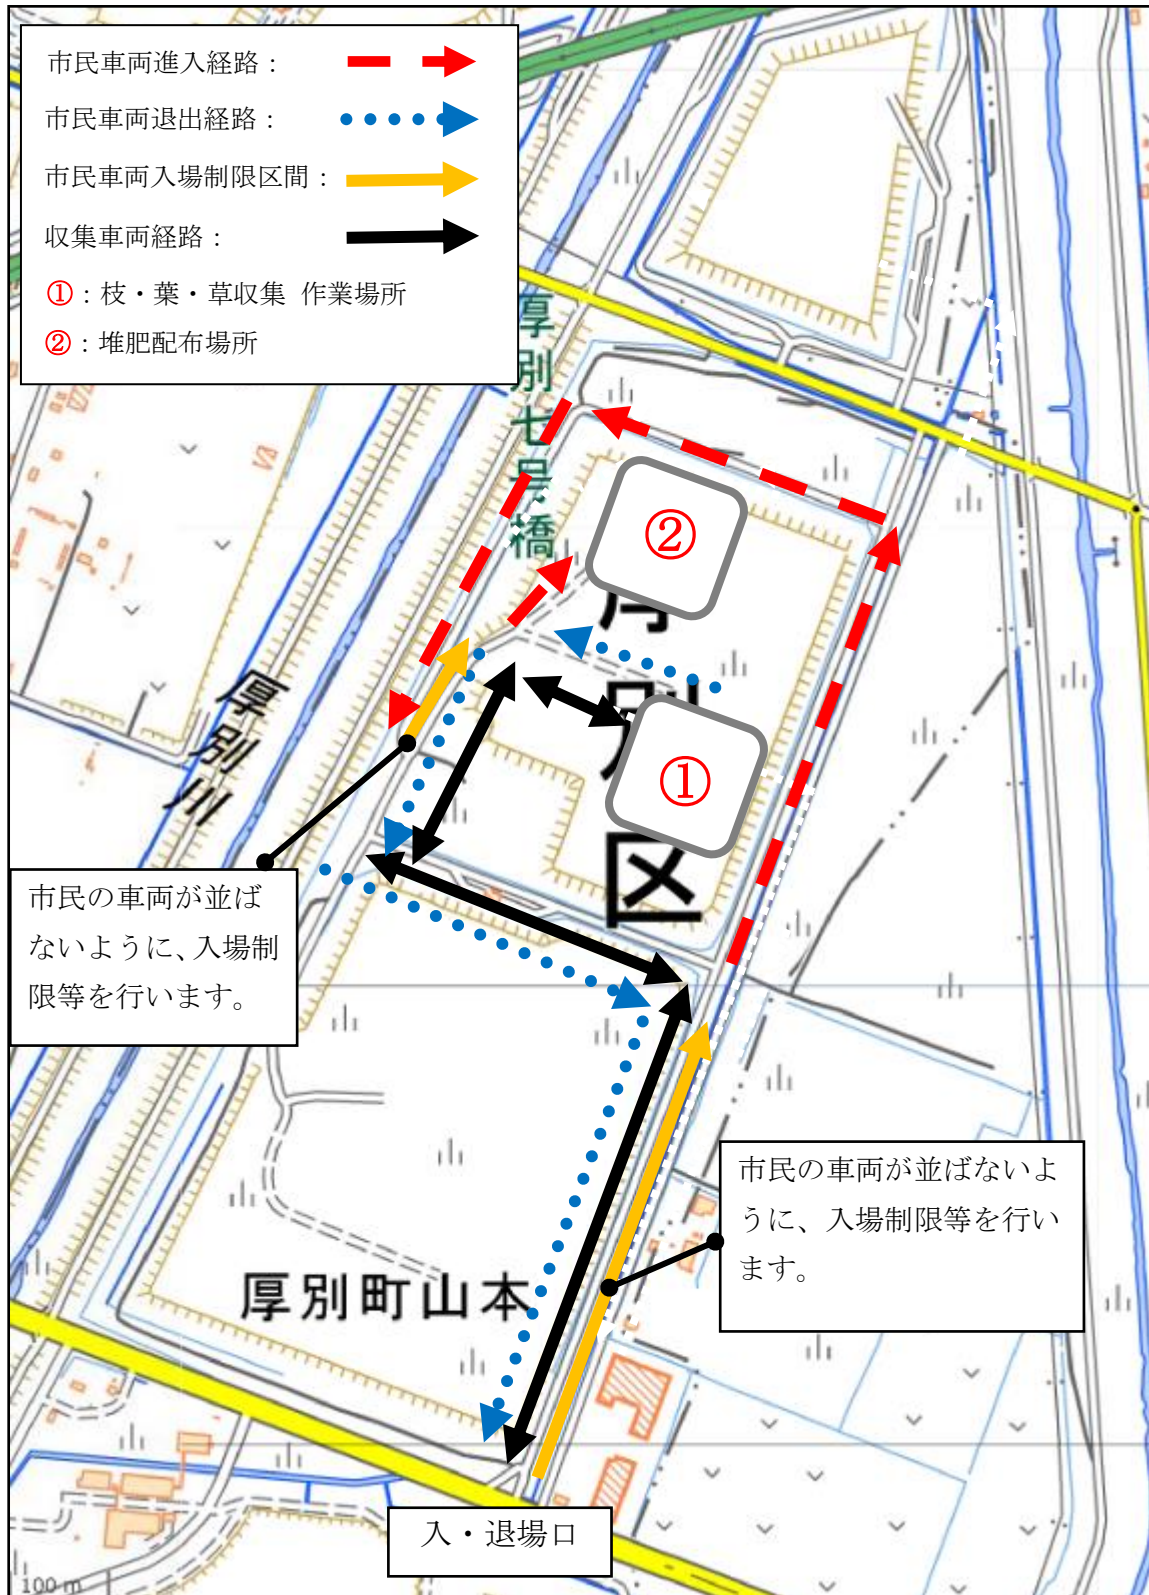 市民車両進入経路：
市民車両退出経路：
市民車両入場制限区間：
収集車両経路：
①：枝・葉・草収集 作業場所
②：堆肥配布場所
厚別七号橋
②
厚別区
①
厚別川
市民の車両が並ば
ないように、入場制
限等を行います。
市民の車両が並ばないよ
うに、入場制限等を行い
ます。
厚別町山本
入・退場口
100 m